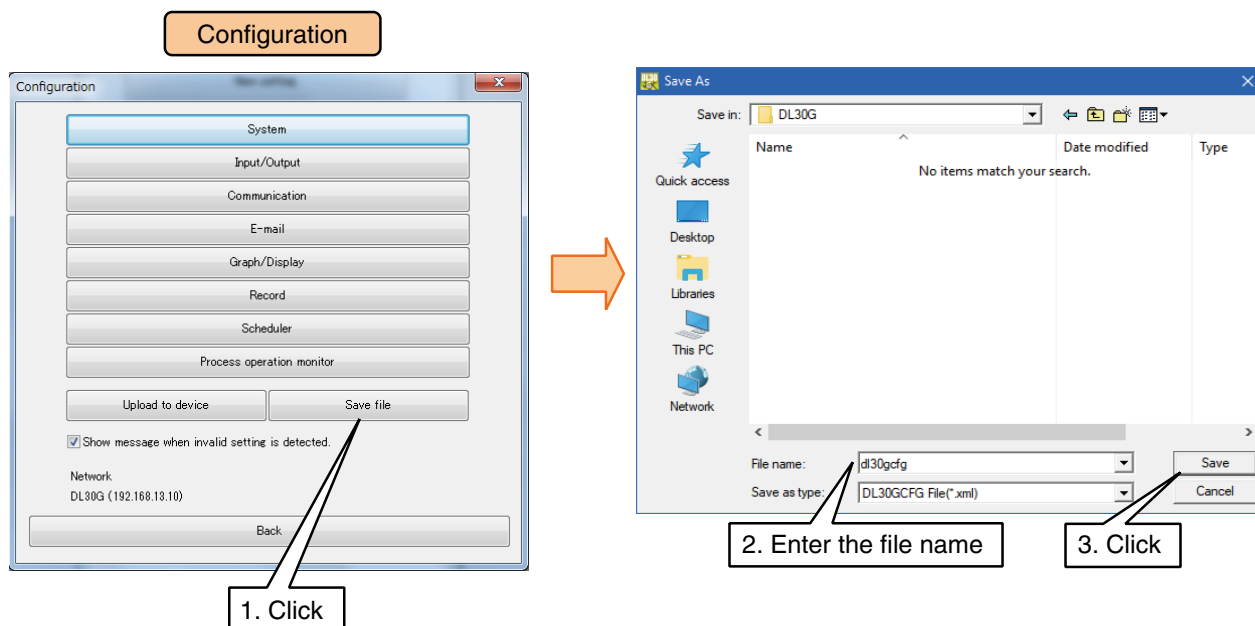 Configuration
Configuration
System
Input/Output
Communication
E-mail
Graph/Display
Record
Scheduler
Process operation monitor
Upload to device
Save file
Show message when invalid setting is detected.
Network
DL30G (192.168.13.10)
Back
1. Click
Save As
Save in:
DL30G
Name
Date modified
Type
No items match your search.
Quick access
Desktop
Libraries
This PC
Network
File name:
dl30gcfg
Save
Save as type:
DL30GCFG File(*.xml)
Cancel
2. Enter the file name
3. Click